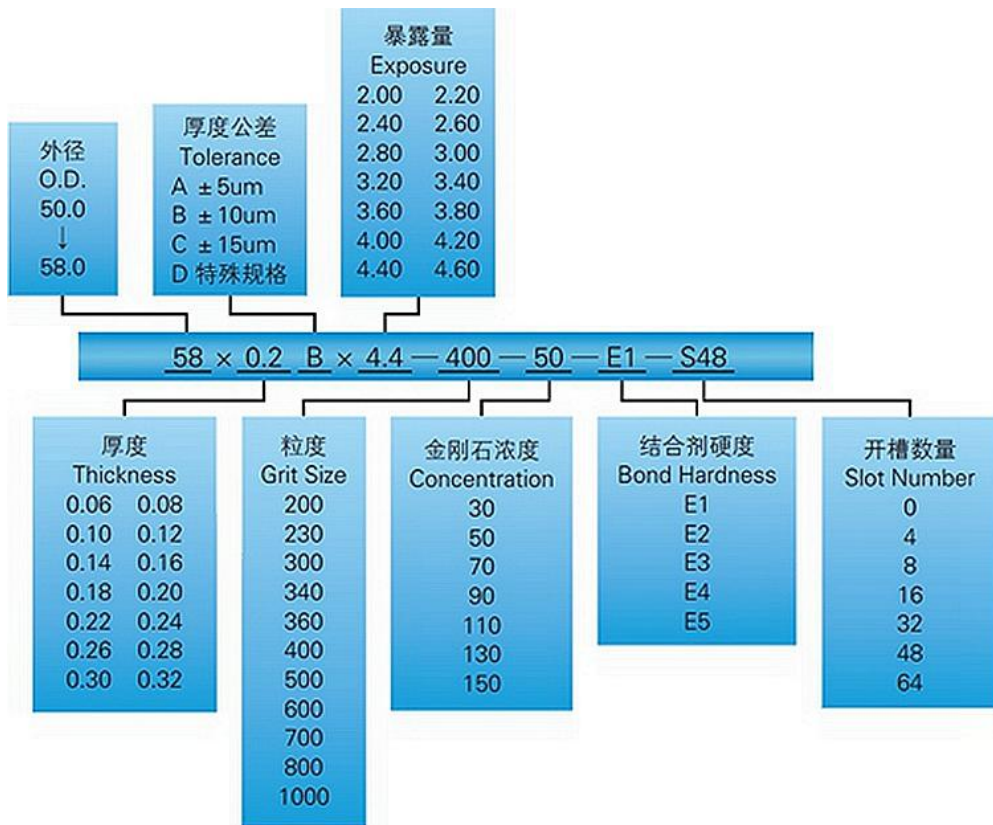 外径
O.D.
50.0
↓
58.0
厚度公差
Tolerance
A ± 5um
B ± 10um
C ± 15um
D 特殊规格
暴露量
Exposure
2.00 2.20
2.40 2.60
2.80 3.00
3.20 3.40
3.60 3.80
4.00 4.20
4.40 4.60
58 × 0.2 B × 4.4 — 400 — 50 — E1 — S48
厚度
Thickness
0.06 0.08
0.10 0.12
0.14 0.16
0.18 0.20
0.22 0.24
0.26 0.28
0.30 0.32
粒度
Grit Size
200
230
300
340
360
400
500
600
700
800
1000
金刚石浓度
Concentration
30
50
70
90
110
130
150
结合剂硬度
Bond Hardness
E1
E2
E3
E4
E5
开槽数量
Slot Number
0
4
8
16
32
48
64